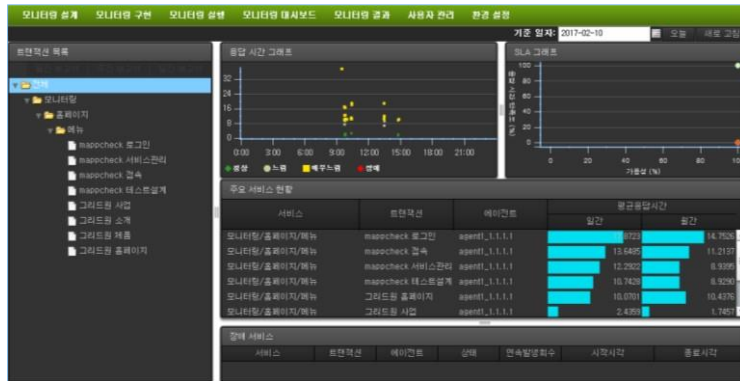 모니터링 설계 모니터링 구현 모니터링 실행 모니터링 대시보드 모니터링 결과 사용자 관리 환경 설정
기준 일자: 2017-02-10 오늘 새로 고침
트랜잭션 목록
전체
모니터링
홈페이지
메뉴
mappcheck 로그인
mappcheck 서비스관리
mappcheck 접속
mappcheck 테스트설계
그리드원 사업
그리드원 소개
그리드원 제품
그리드원 홈페이지
응답 시간 그래프
32
24
16
8
0
0:00 3:00 6:00 9:00 12:00 15:00 18:00 21:00
정상 느림 매우느림 장애
SLA 그래프
100
80
60
40
20
0
0 20 40 60 80
가용성 (%)
주요 서비스 현황
서비스 트랜잭션 에이전트 평균응답시간
일간 월간
모니터링/홈페이지/메뉴 mappcheck 로그인 agent1_1.1.1.1 14.7526
모니터링/홈페이지/메뉴 mappcheck 접속 agent1_1.1.1.1 13.6485 11.2137
모니터링/홈페이지/메뉴 mappcheck 서비스관리 agent1_1.1.1.1 12.2922 8.9395
모니터링/홈페이지/메뉴 mappcheck 테스트설계 agent1_1.1.1.1 10.7428 8.9290
모니터링/홈페이지/메뉴 그리드원 홈페이지 agent1_1.1.1.1 10.0701 10.4376
모니터링/홈페이지/메뉴 그리드원 사업 agent1_1.1.1.1 2.4359 1.7457
장애 서비스
서비스 트랜잭션 에이전트 상태 연속발생회수 시작시각 종료시각